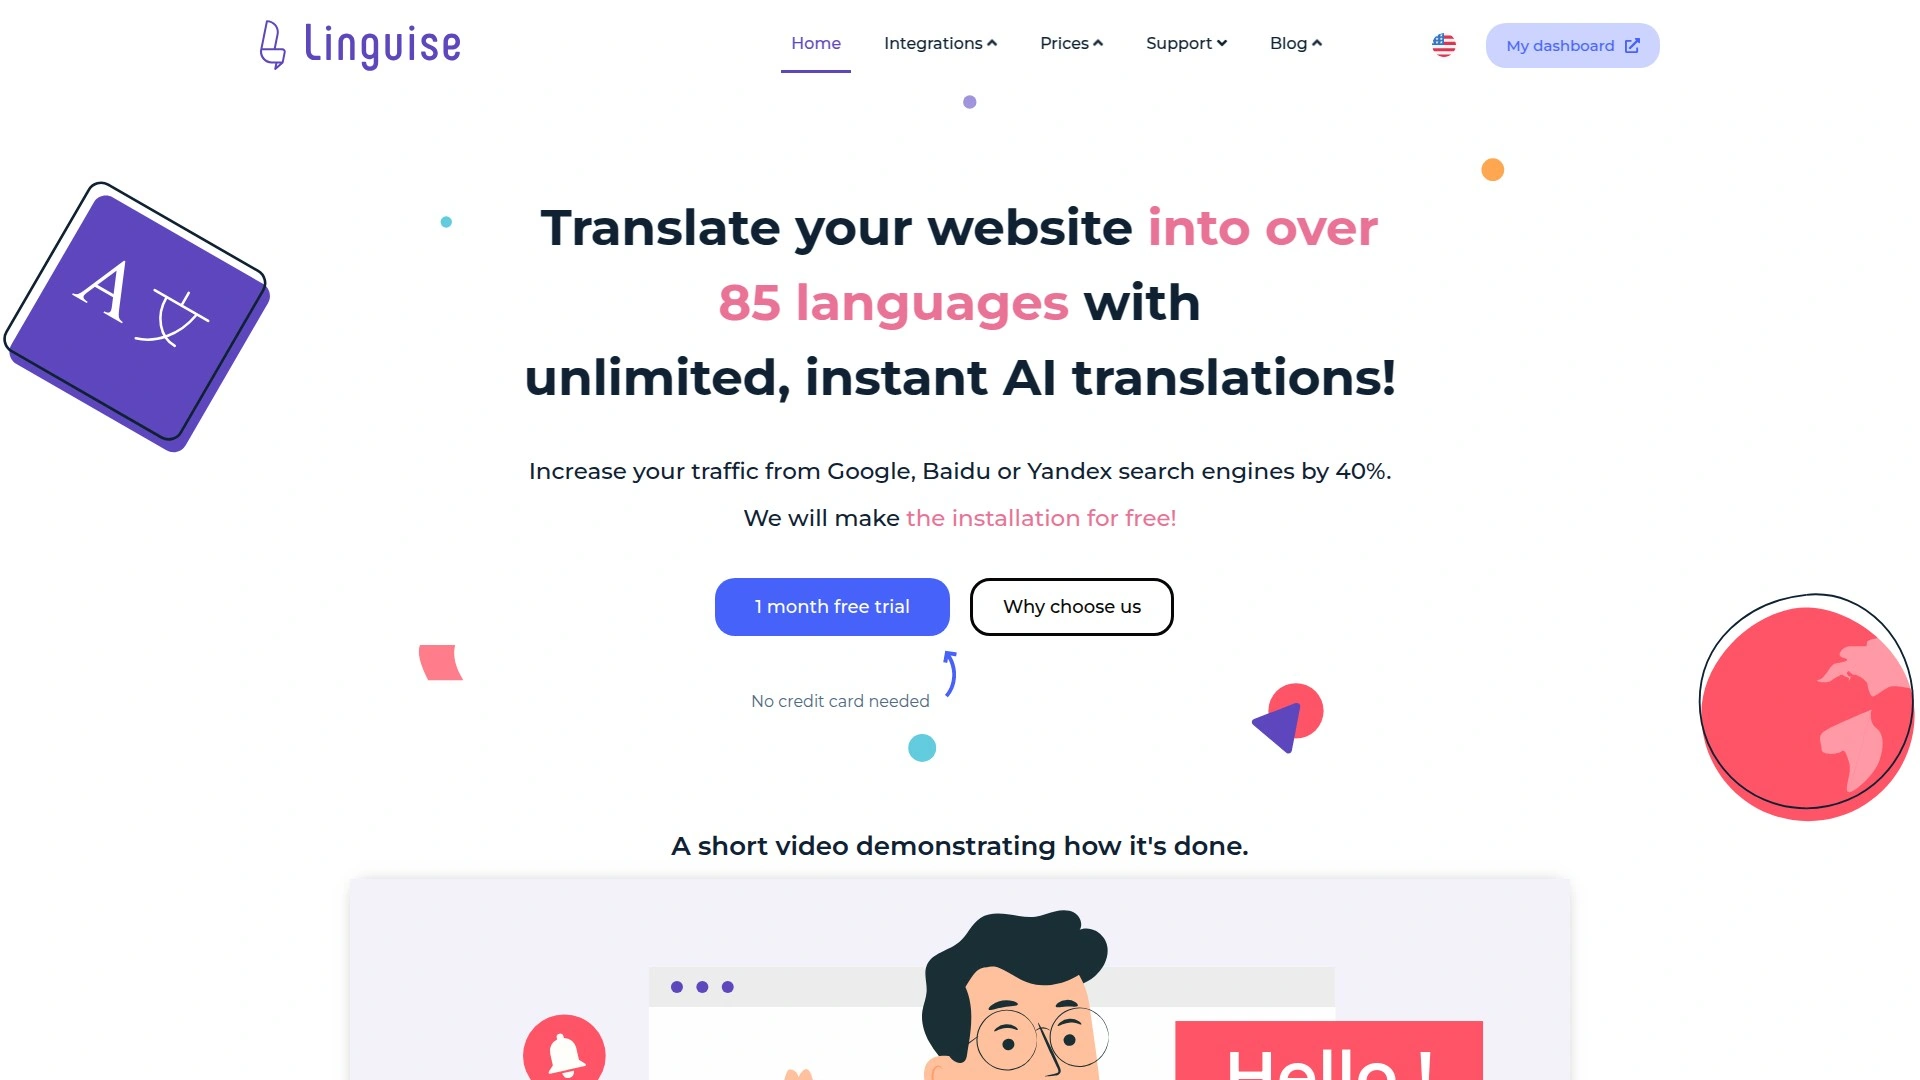 Linguise
Home
Integrations
Prices
Support
Blog
My dashboard
A文
Translate your website into over
85 languages with
unlimited, instant AI translations!
Increase your traffic from Google, Baidu or Yandex search engines by 40%.
We will make the installation for free!
1 month free trial
Why choose us
No credit card needed
A short video demonstrating how it's done.
Hello !